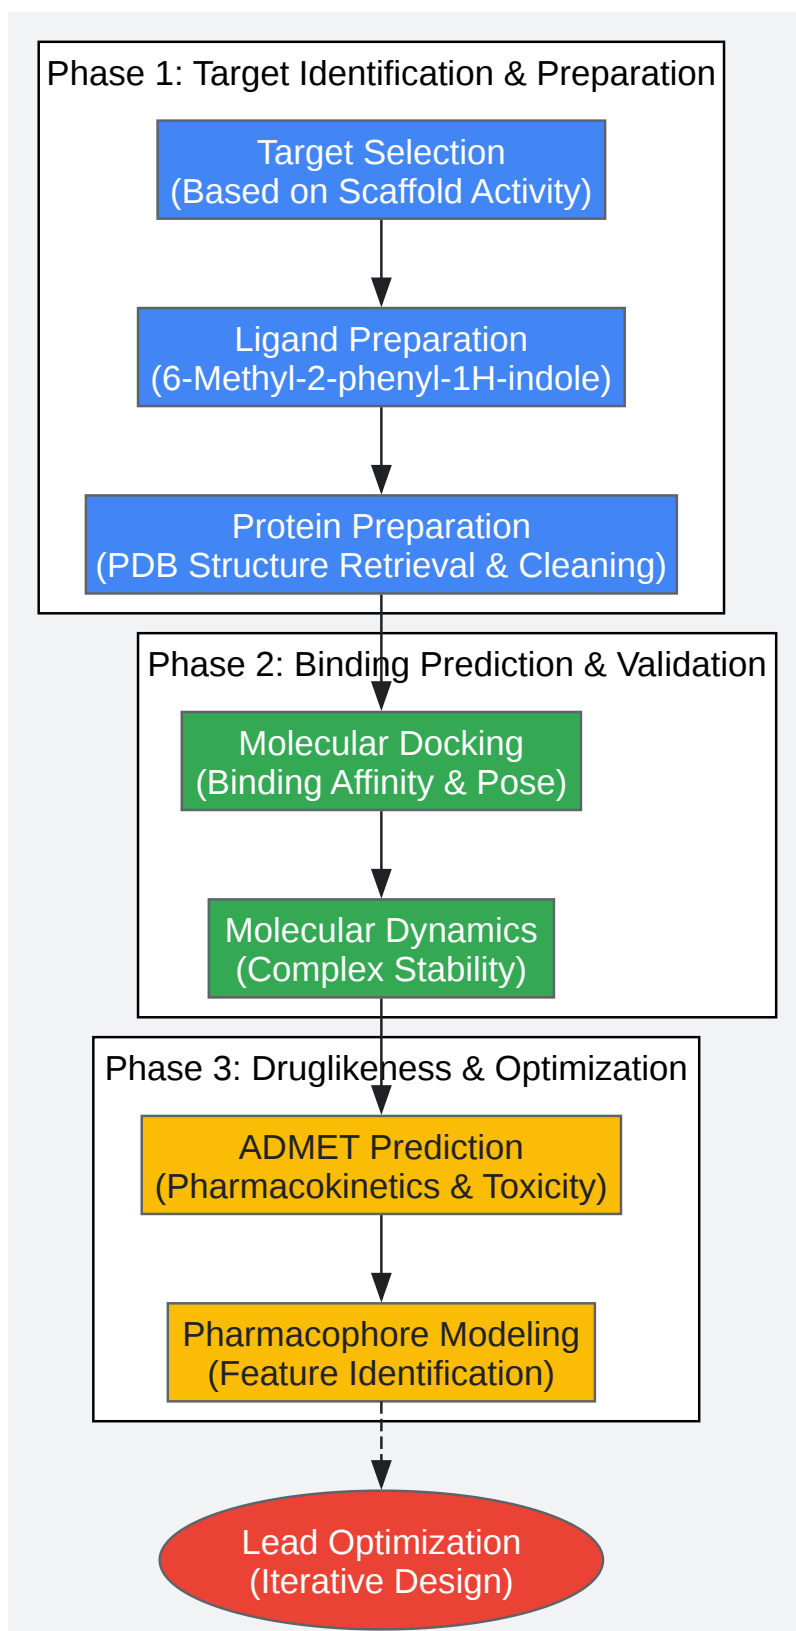 Phase 1: Target Identification & Preparation
Target Selection
(Based on Scaffold Activity)
Ligand Preparation
(6-Methyl-2-phenyl-1H-indole)
Protein Preparation
(PDB Structure Retrieval & Cleaning)
Phase 2: Binding Prediction & Validation
Molecular Docking
(Binding Affinity & Pose)
Molecular Dynamics
(Complex Stability)
Phase 3: Druglikeness & Optimization
ADMET Prediction
(Pharmacokinetics & Toxicity)
Pharmacophore Modeling
(Feature Identification)
Lead Optimization
(Iterative Design)